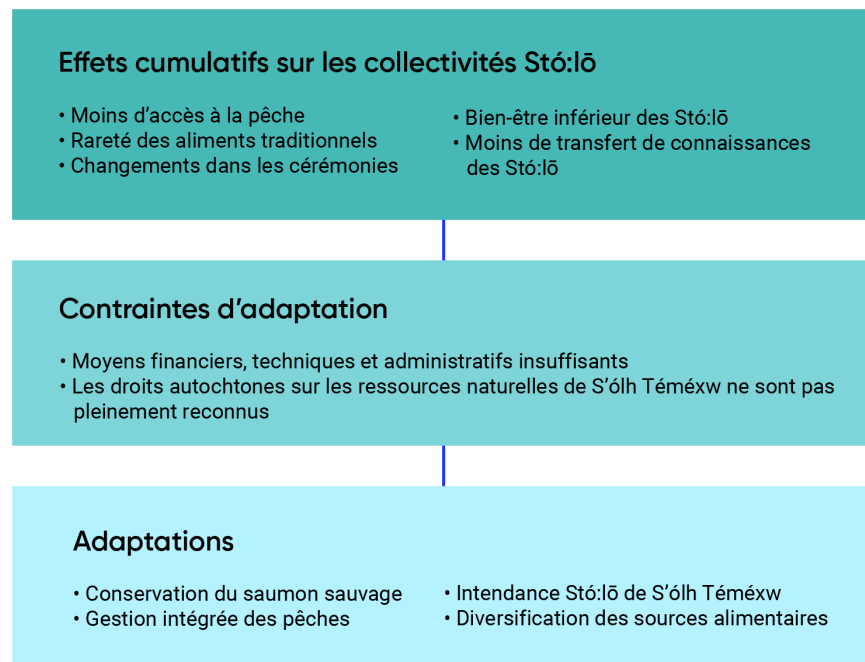 Effets cumulatifs sur les collectivités Stó:lō
• Moins d’accès à la pêche
• Rareté des aliments traditionnels
• Changements dans les cérémonies
• Bien-être inférieur des Stó:lō
• Moins de transfert de connaissances
des Stó:lō
Contraintes d’adaptation
• Moyens financiers, techniques et administratifs insuffisants
• Les droits autochtones sur les ressources naturelles de S’ólh Téméxw ne sont pas
pleinement reconnus
Adaptations
• Conservation du saumon sauvage
• Gestion intégrée des pêches
• Intendance Stó:lō de S’ólh Téméxw
• Diversification des sources alimentaires